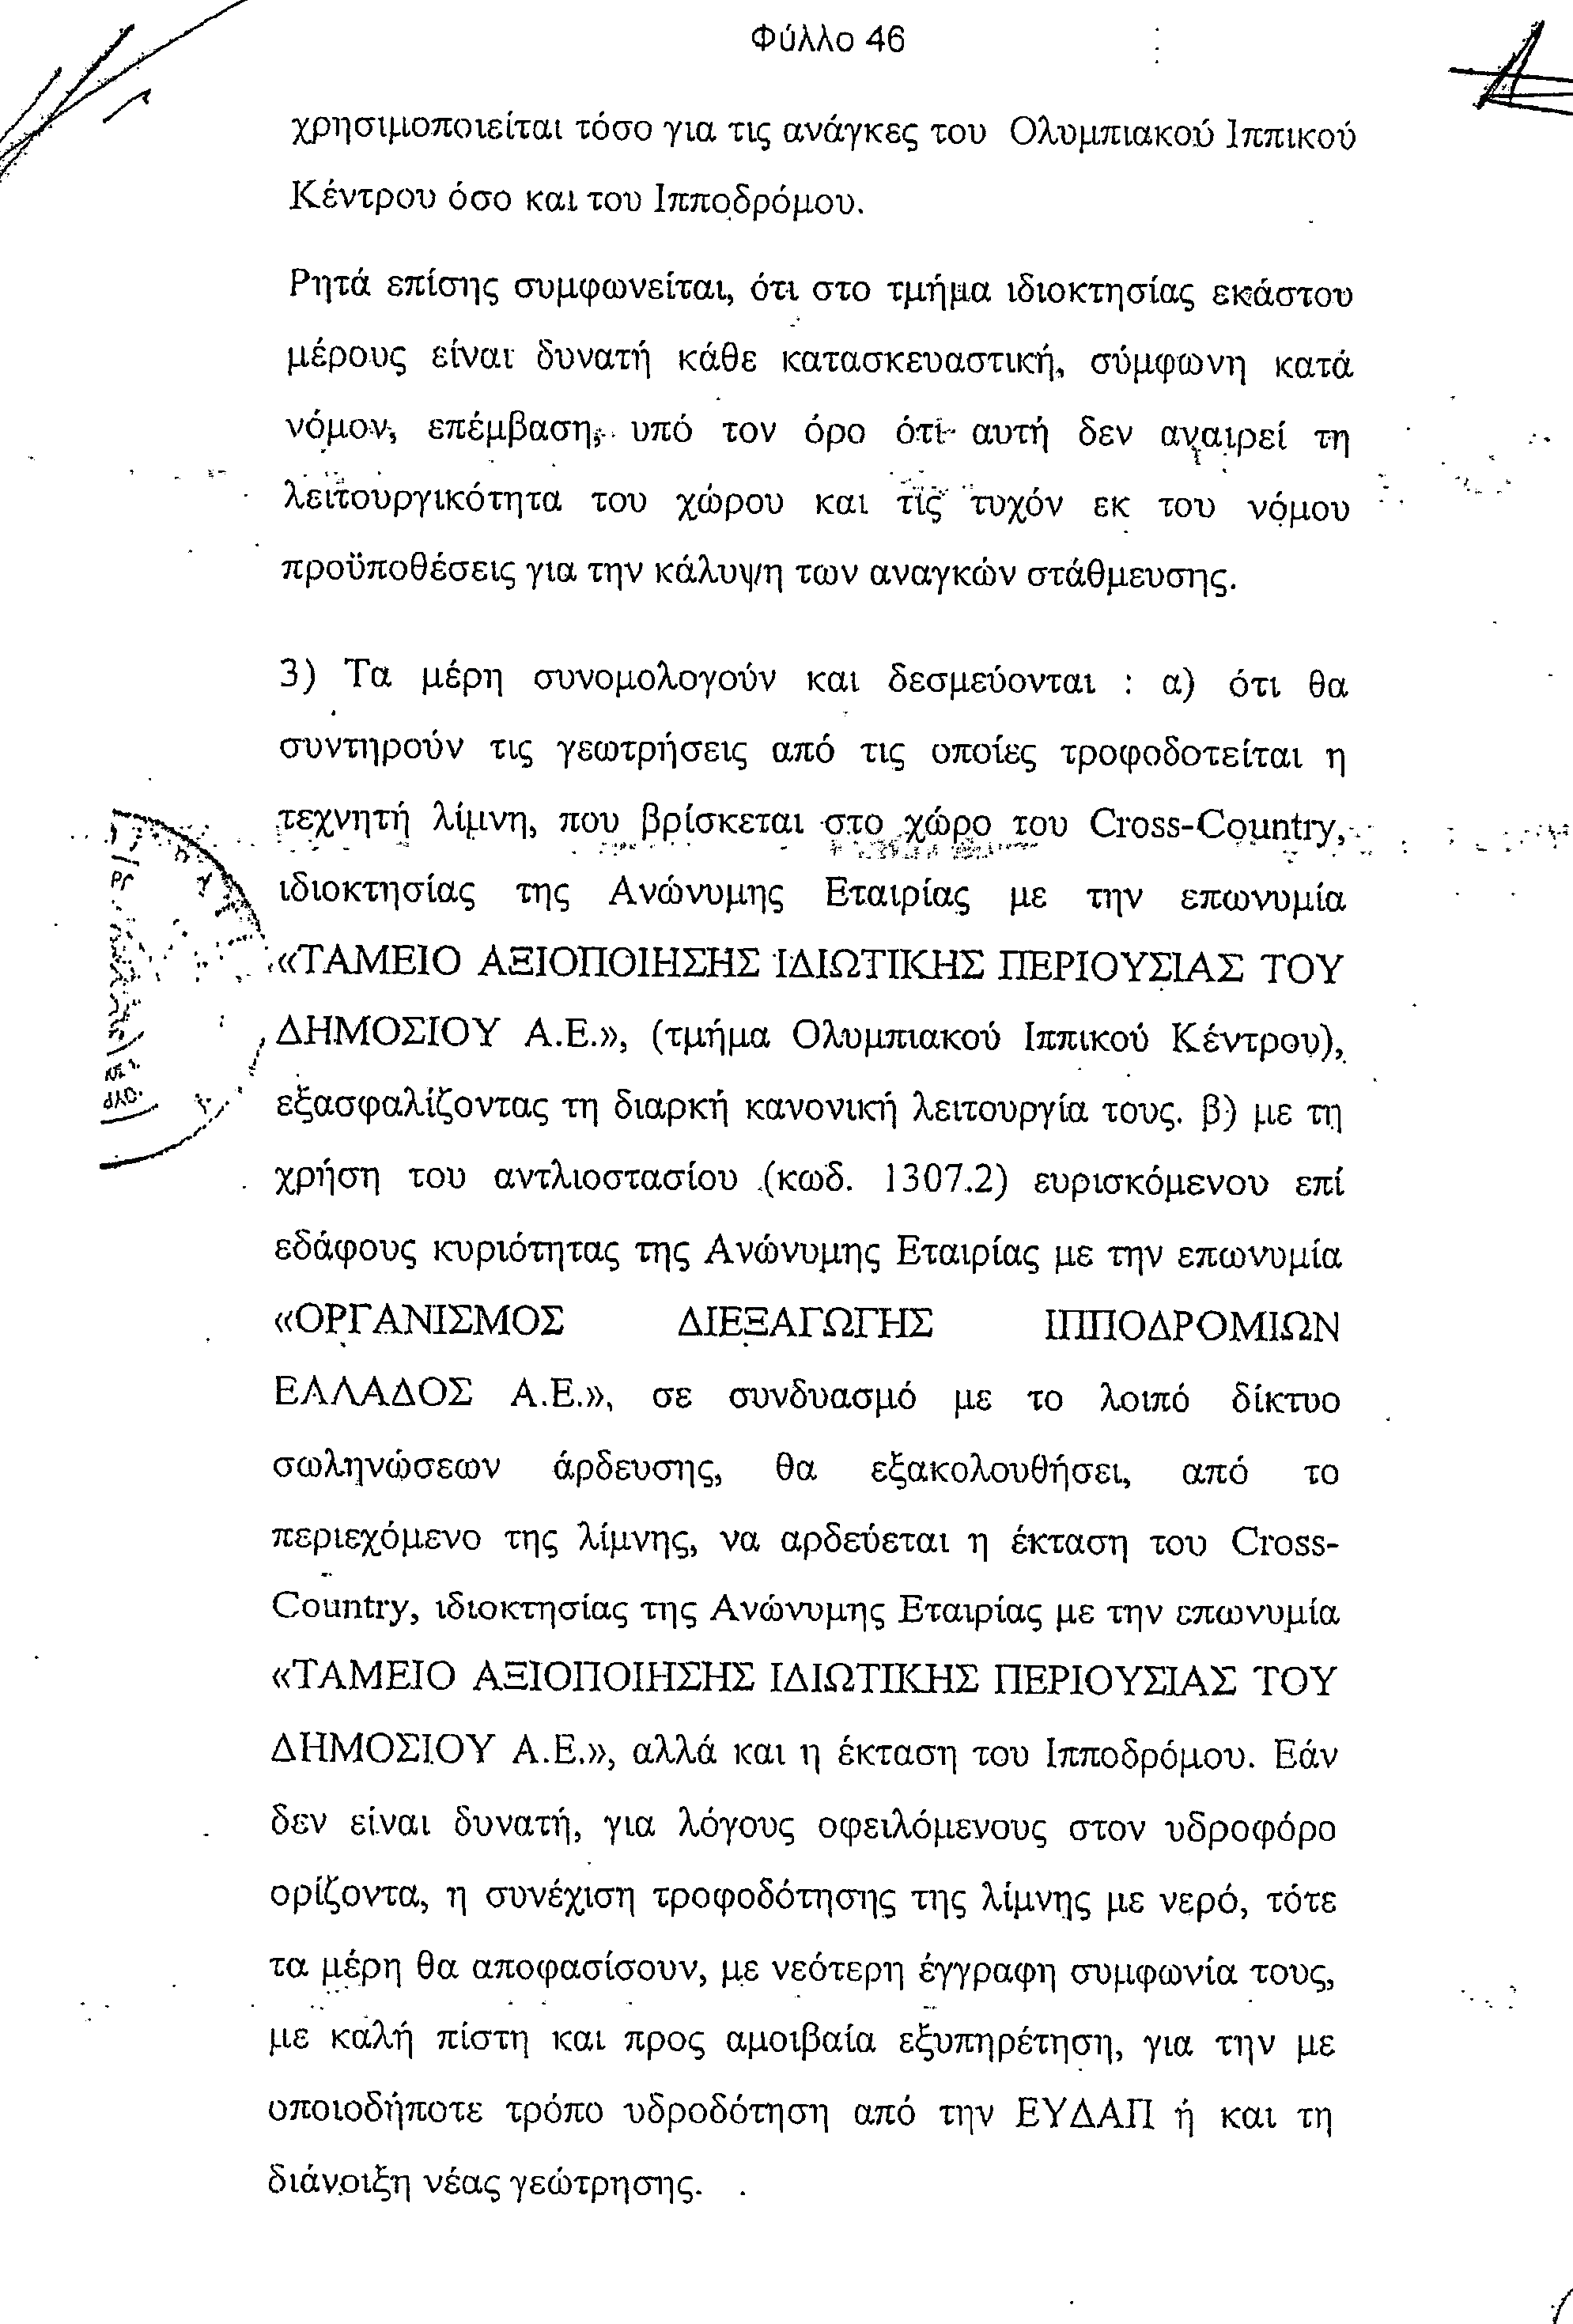 Φύλλο 46
χρησιμοποιείται τόσο για τις ανάγκες του Ολυμπιακού Ιππικού
Κέντρου όσο και του Ιπποδρόμου.
Ρητά επίσης συμφωνείται, ότι στο τμήμα ιδιοκτησίας εκάστου
μέρους είναι δυνατή κάθε κατασκευαστική, σύμφωνη κατά
νόμον, επέμβαση, υπό τον όρο ότι αυτή δεν αναιρεί τη
λειτουργικότητα του χώρου και τις τυχόν εκ του νόμου
προϋποθέσεις για την κάλυψη των αναγκών στάθμευσης.
3) Τα μέρη συνομολογούν και δεσμεύονται : α) ότι θα
συντηρούν τις γεωτρήσεις από τις οποίες τροφοδοτείται η
τεχνητή λίμνη, που βρίσκεται στο χώρο του Cross-Country,
ιδιοκτησίας της Ανώνυμης Εταιρίας με την επωνυμία
«ΤΑΜΕΙΟ ΑΞΙΟΠΟΙΗΣΗΣ ΙΔΙΩΤΙΚΗΣ ΠΕΡΙΟΥΣΙΑΣ ΤΟΥ
ΔΗΜΟΣΙΟΥ Α.Ε.», (τμήμα Ολυμπιακού Ιππικού Κέντρου),
εξασφαλίζοντας τη διαρκή κανονική λειτουργία τους. β) με τη
χρήση του αντλιοστασίου (κωδ. 1307.2) ευρισκόμενου επί
εδάφους κυριότητας της Ανώνυμης Εταιρίας με την επωνυμία
«ΟΡΓΑΝΙΣΜΟΣ ΔΙΕΞΑΓΩΓΗΣ ΙΠΠΟΔΡΟΜΙΩΝ
ΕΛΛΑΔΟΣ Α.Ε.», σε συνδυασμό με το λοιπό δίκτυο
σωληνώσεων άρδευσης, θα εξακολουθήσει, από το
περιεχόμενο της λίμνης, να αρδεύεται η έκταση του Cross-
Country, ιδιοκτησίας της Ανώνυμης Εταιρίας με την επωνυμία
«ΤΑΜΕΙΟ ΑΞΙΟΠΟΙΗΣΗΣ ΙΔΙΩΤΙΚΗΣ ΠΕΡΙΟΥΣΙΑΣ ΤΟΥ
ΔΗΜΟΣΙΟΥ Α.Ε.», αλλά και η έκταση του Ιπποδρόμου. Εάν
δεν είναι δυνατή, για λόγους οφειλόμενους στον υδροφόρο
ορίζοντα, η συνέχιση τροφοδότησης της λίμνης με νερό, τότε
τα μέρη θα αποφασίσουν, με νεότερη έγγραφη συμφωνία τους,
με καλή πίστη και προς αμοιβαία εξυπηρέτηση, για την με
οποιοδήποτε τρόπο υδροδότηση από την ΕΥΔΑΠ ή και τη
διάνοιξη νέας γεώτρησης.